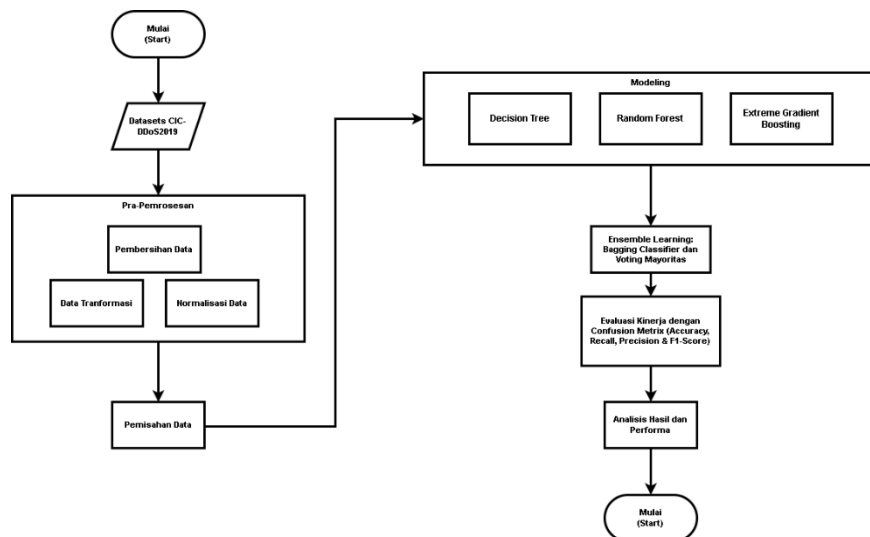 Mulai
(Start)
Datasets CIC-
DDoS2019
Pra-Pemrosesan
Pembersihan Data
Data Tranformasi
Normalisasi Data
Pemisahan Data
Modeling
Decision Tree
Random Forest
Extreme Gradient
Boosting
Ensemble Learning:
Bagging Classifier dan
Voting Mayoritas
Evaluasi Kinerja dengan
Confusion Metrix (Accuracy,
Recall, Precision & F1-Score)
Analisis Hasil dan
Performa
Mulai
(Start)